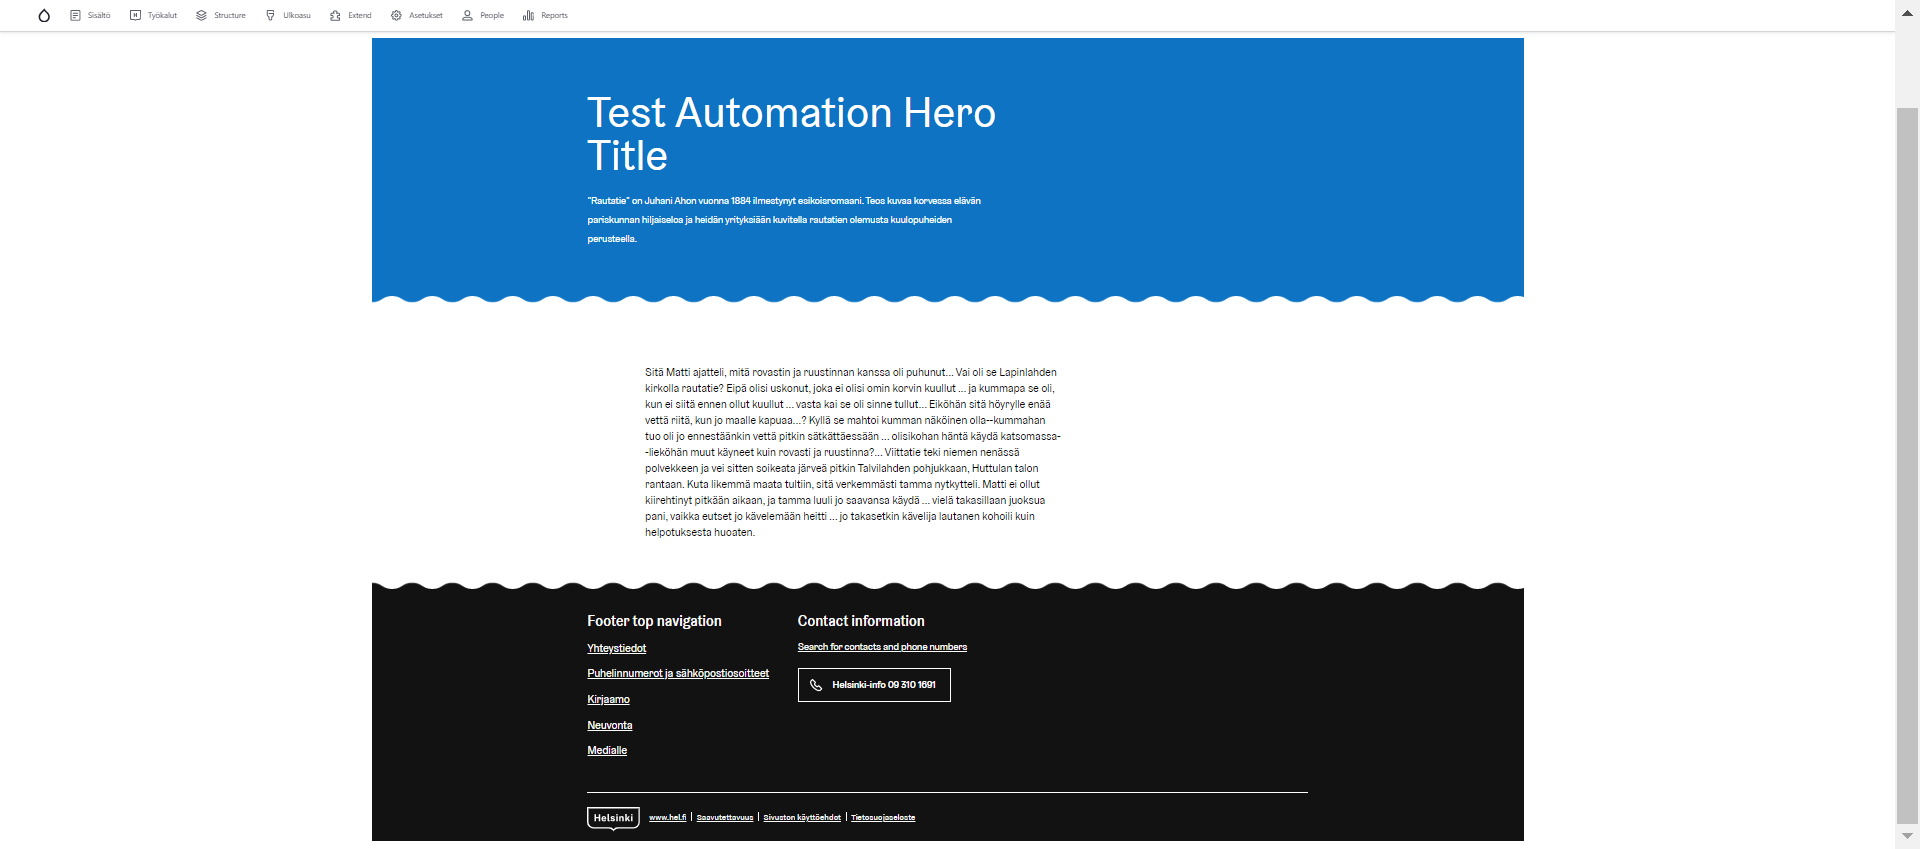 Sisältö Työkalut Structure Ulkoasu Extend Asetukset People Reports
Test Automation Hero
Title
"Rautatie" on Juhani Ahon vuonna 1884 ilmestynyt esikoisromaani. Teos kuvaa korvessa elävän
pariskunnan hiljaiseloa ja heidän yrityksiään kuvitella rautatien olemusta kuulopuheiden
perusteella.
Sitä Matti ajatteli, mitä rovastin ja ruustinnan kanssa oli puhunut... Vai oli se Lapinlahden
kirkolla rautatie? Eipä olisi uskonut, joka ei olisi omin korvin kuullut ... ja kummapa se oli,
kun ei siitä ennen ollut kuullut ... vasta kai se oli sinne tullut... Eiköhän sitä höyrylle enää
vettä riitä, kun jo maalle kapuaa...? Kyllä se mahtoi kumman näköinen olla--kummahan
tuo oli jo ennestäänkin vettä pitkin sätkättäessään ... olisikohan häntä käydä katsomassa-
-lieköhän muut käyneet kuin rovasti ja ruustinna?... Viittatie teki niemen nenässä
polvekkeen ja vei sitten soikeata järveä pitkin Talvilahden pohjukkaan, Huttulan talon
rantaan. Kuta likemmä maata tultiin, sitä verkemmästi tamma nytkytteli. Matti ei ollut
kiirehtinyt pitkään aikaan, ja tamma luuli jo saavansa käydä ... vielä takasillaan juoksua
pani, vaikka eutset jo kävelemään heitti ... jo takasetkin kävelijä lautanen kohoili kuin
helpotuksesta huoaten.
Footer top navigation
Yhteystiedot
Puhelinnumerot ja sähköpostiosoitteet
Kirjaamo
Neuvonta
Medialle
Contact information
Search for contacts and phone numbers
Helsinki-info 09 310 1691
Helsinki www.hel.fi | Saavutettavuus | Sivuston käyttöehdot | Tietosuojaseloste